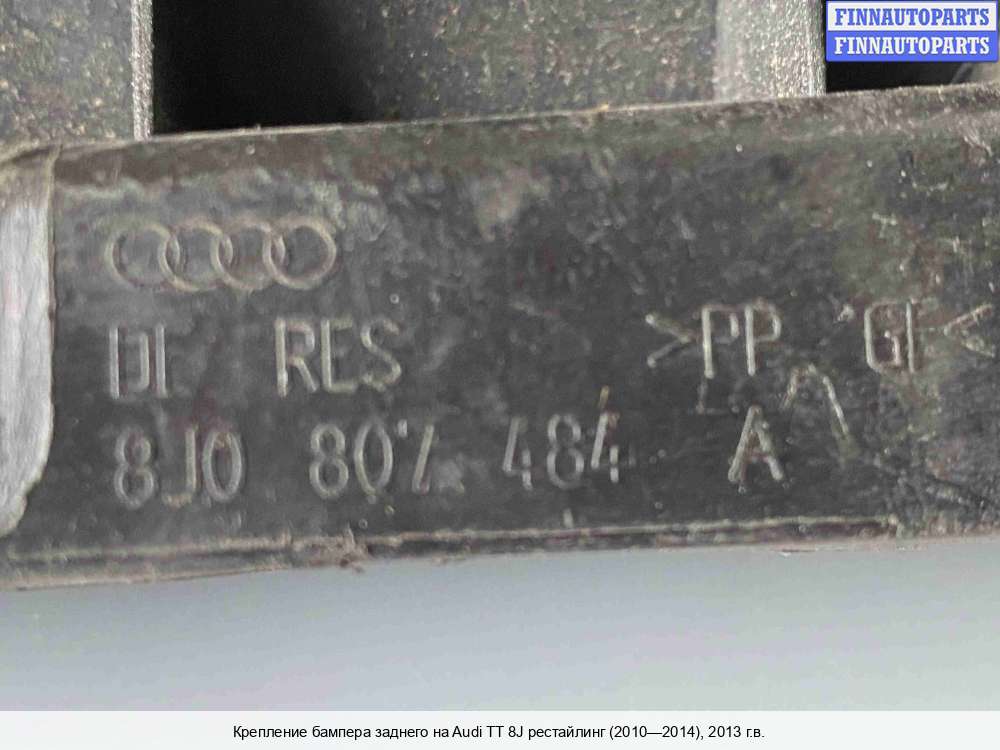 FINNAUTOPARTS
FINNAUTOPARTS
DI RES >PP GF<
8J0 807 484 A
Крепление бампера заднего на Audi TT 8J рестайлинг (2010—2014), 2013 г.в.